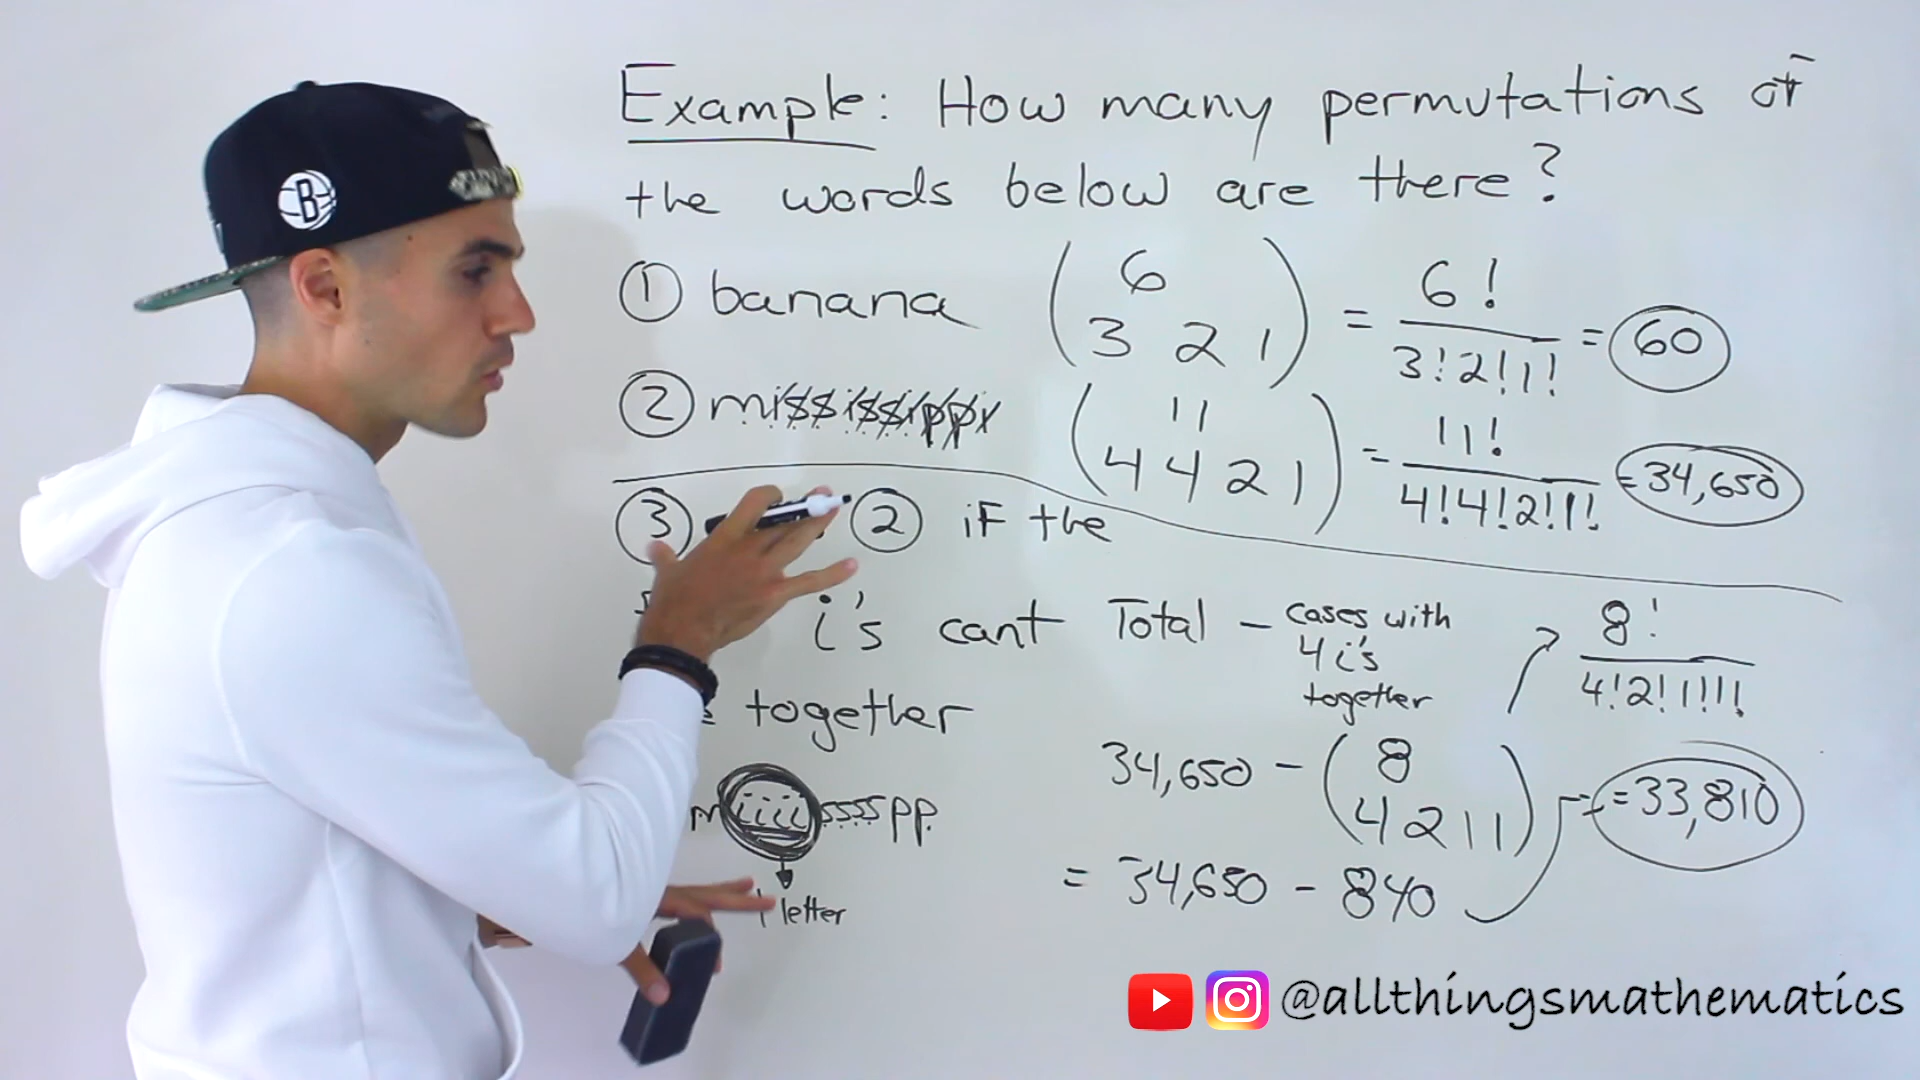 Example: How many permutations of
the words below are there?
① banana (6 3 2 1) = 6! / 3!2!1! = 60
② mississippi (11 4 4 2 1) = 11! / 4!4!2!1! = 34,650
③ ② if the
i's cant
together
miiiisssspp
1 letter
Total – cases with
4 i's
together
34,650 – (8 4 2 1 1)
8! / 4!2!1!1!
= 34,650 – 840
= 33,810
@allthingsmathematics
B